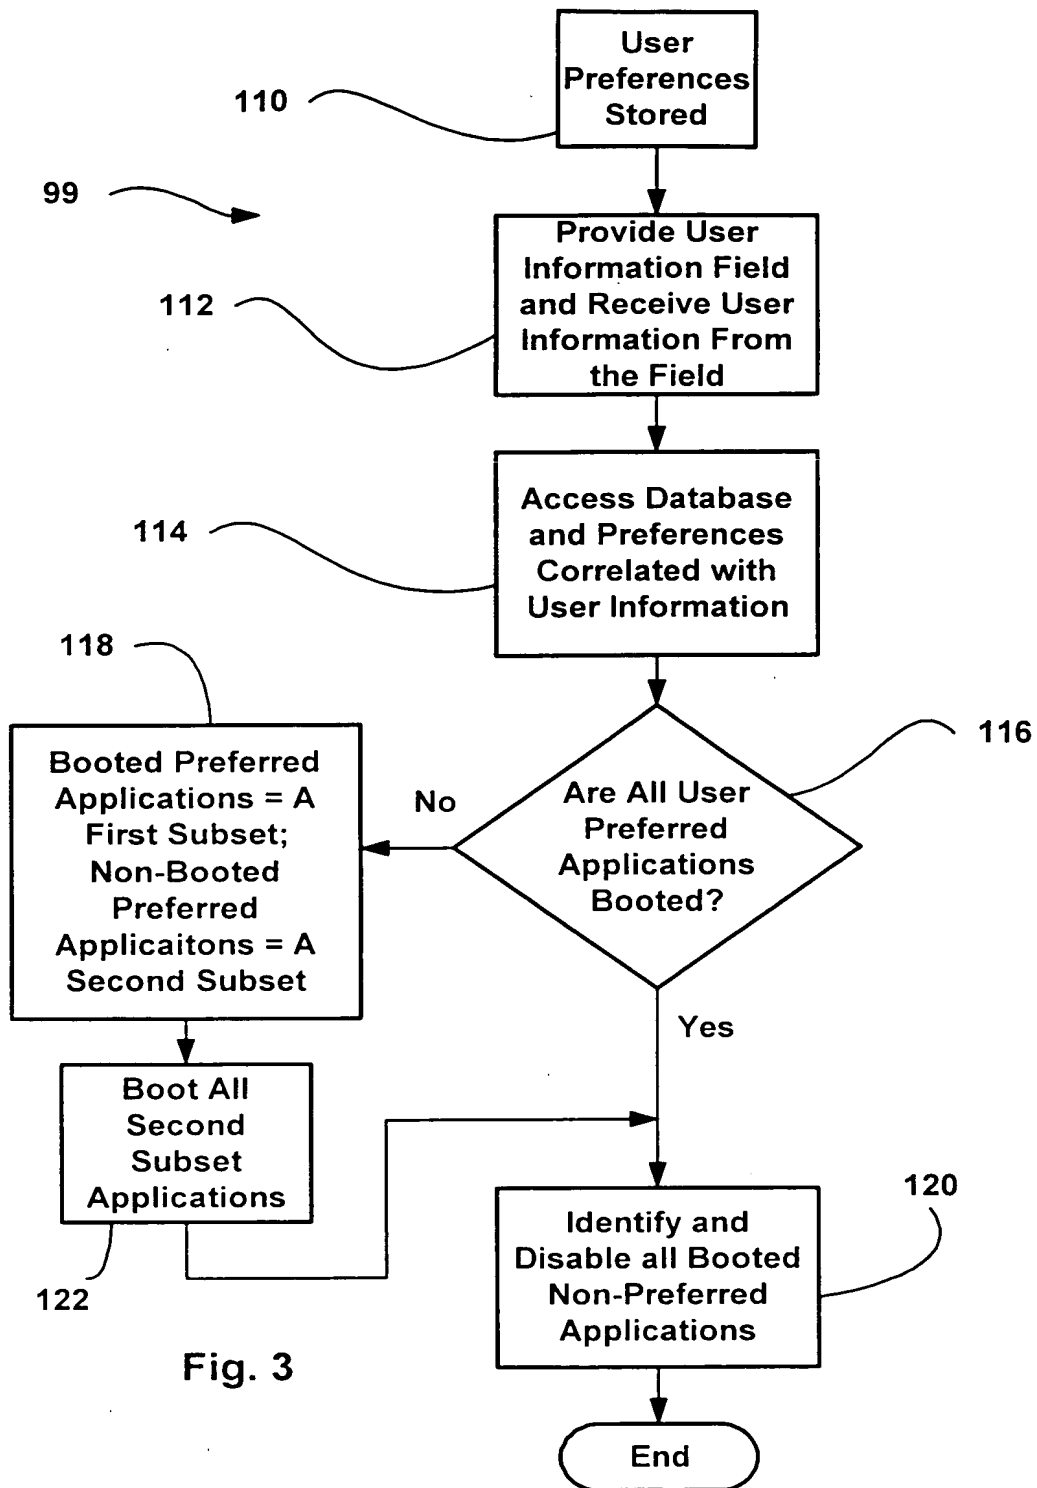 User
Preferences
Stored
110
99
Provide User
Information Field
and Receive User
Information From
the Field
112
Access Database
and Preferences
Correlated with
User Information
114
118
116
Are All User
Preferred
Applications
Booted?
No
Booted Preferred
Applications = A
First Subset;
Non-Booted
Preferred
Applicaitons = A
Second Subset
Yes
Boot All
Second
Subset
Applications
122
120
Identify and
Disable all Booted
Non-Preferred
Applications
Fig. 3
End